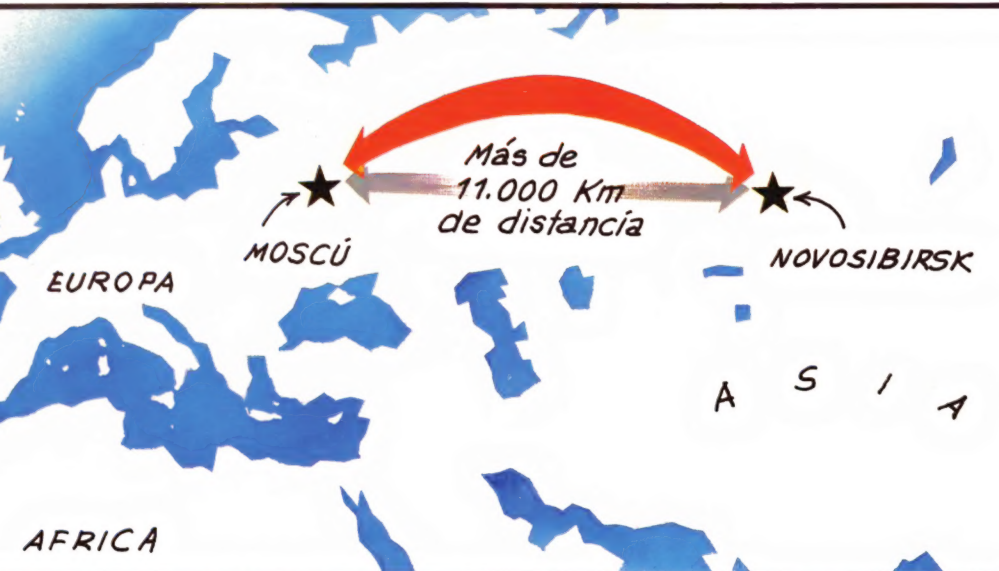 Más de
11.000 Km
de distancia
MOSCÚ
NOVOSIBIRSK
EUROPA
A S I A
AFRICA